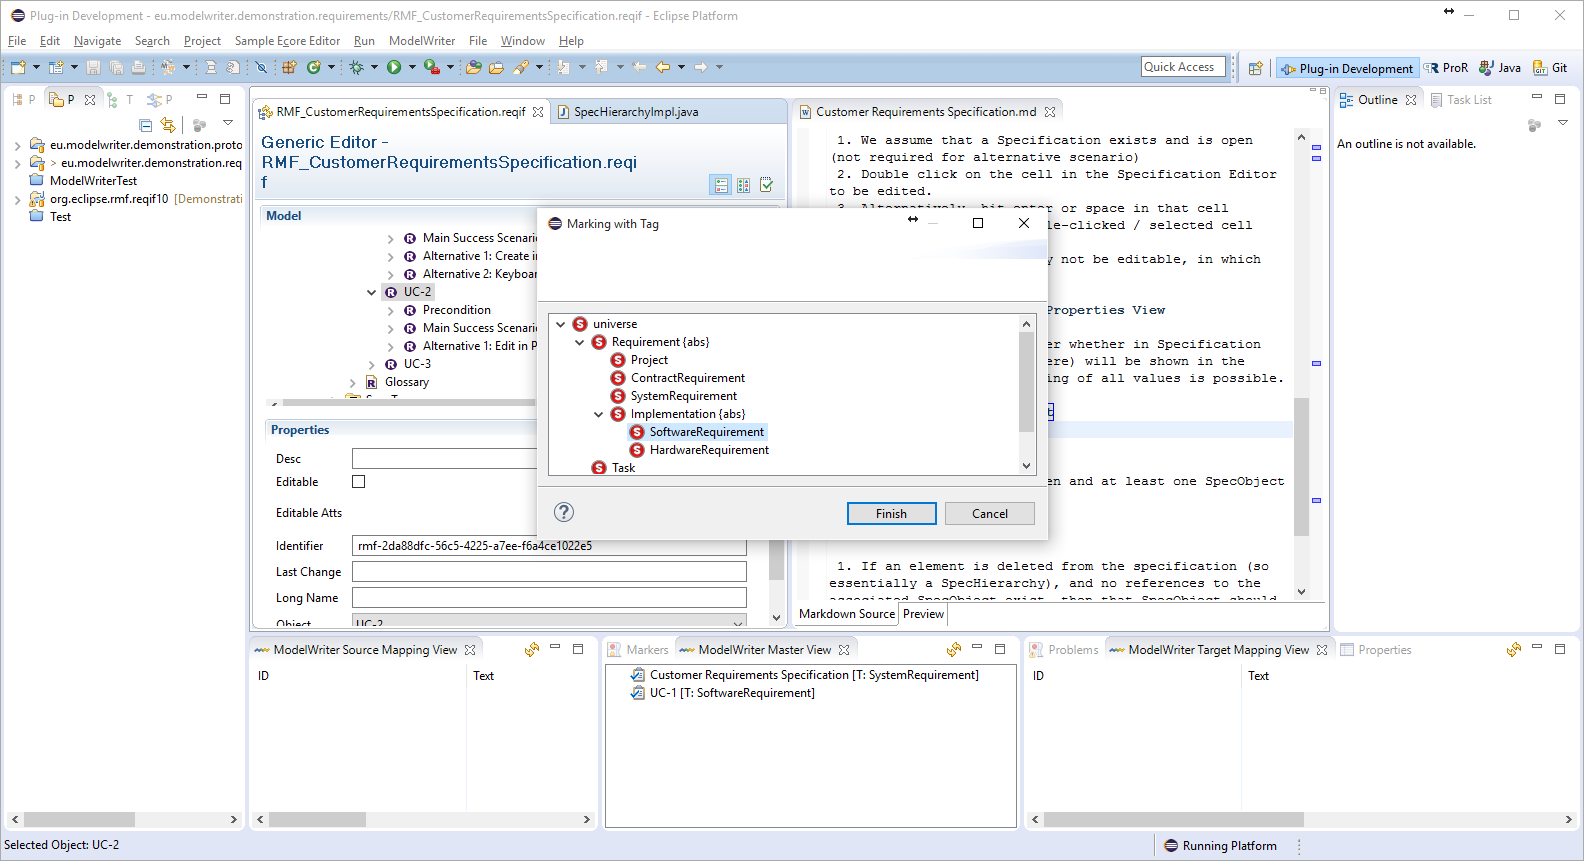 Plug-in Development - eu.modelwriter.demonstration.requirements/RMF_CustomerRequirementsSpecification.reqif - Eclipse Platform
File Edit Navigate Search Project Sample Ecore Editor Run ModelWriter File Window Help
Quick Access
Plug-in Development ProR Java Git
P P T P
eu.modelwriter.demonstration.proto
> eu.modelwriter.demonstration.req
ModelWriterTest
org.eclipse.rmf.reqif10 [Demonstrati
Test
RMF_CustomerRequirementsSpecification.reqif SpecHierarchyImpl.java
Generic Editor -
RMF_CustomerRequirementsSpecification.reqi
f
Model
Main Success Scenari
Alternative 1: Create i
Alternative 2: Keyboar
UC-2
Precondition
Main Success Scenari
Alternative 1: Edit in P
UC-3
Glossary
Properties
Desc
Editable
Editable Atts
Identifier rmf-2da88dfc-56c5-4225-a7ee-f6a4ce1022e5
Last Change
Long Name
Object UC-2
Marking with Tag
universe
Requirement {abs}
Project
ContractRequirement
SystemRequirement
Implementation {abs}
SoftwareRequirement
HardwareRequirement
Task
Finish Cancel
Customer Requirements Specification.md
1. We assume that a Specification exists and is open
(not required for alternative scenario)
2. Double click on the cell in the Specification Editor
to be edited.
3. Alternatively, hit enter or space in that cell
le-clicked / selected cell
y not be editable, in which
Properties View
er whether in Specification
ere) will be shown in the
ing of all values is possible.
t
en and at least one SpecObject
1. If an element is deleted from the specification (so
essentially a SpecHierarchy), and no references to the
associated SpecObject exist, then that SpecObject should
Markdown Source Preview
Outline Task List
An outline is not available.
ModelWriter Source Mapping View
ID Text
Markers ModelWriter Master View
Customer Requirements Specification [T: SystemRequirement]
UC-1 [T: SoftwareRequirement]
Problems ModelWriter Target Mapping View Properties
ID Text
Selected Object: UC-2
Running Platform